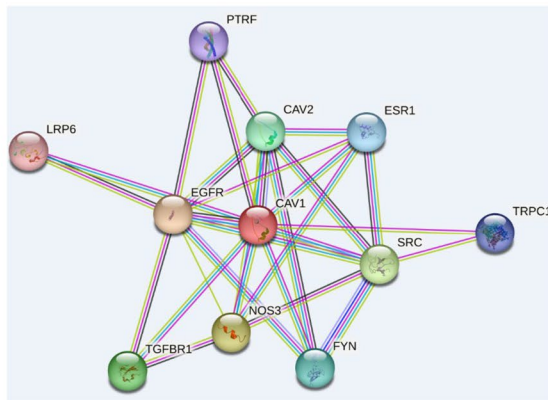 PTRF
CAV2
ESR1
LRP6
EGFR
CAV1
TRPC1
SRC
NOS3
TGFBR1
FYN